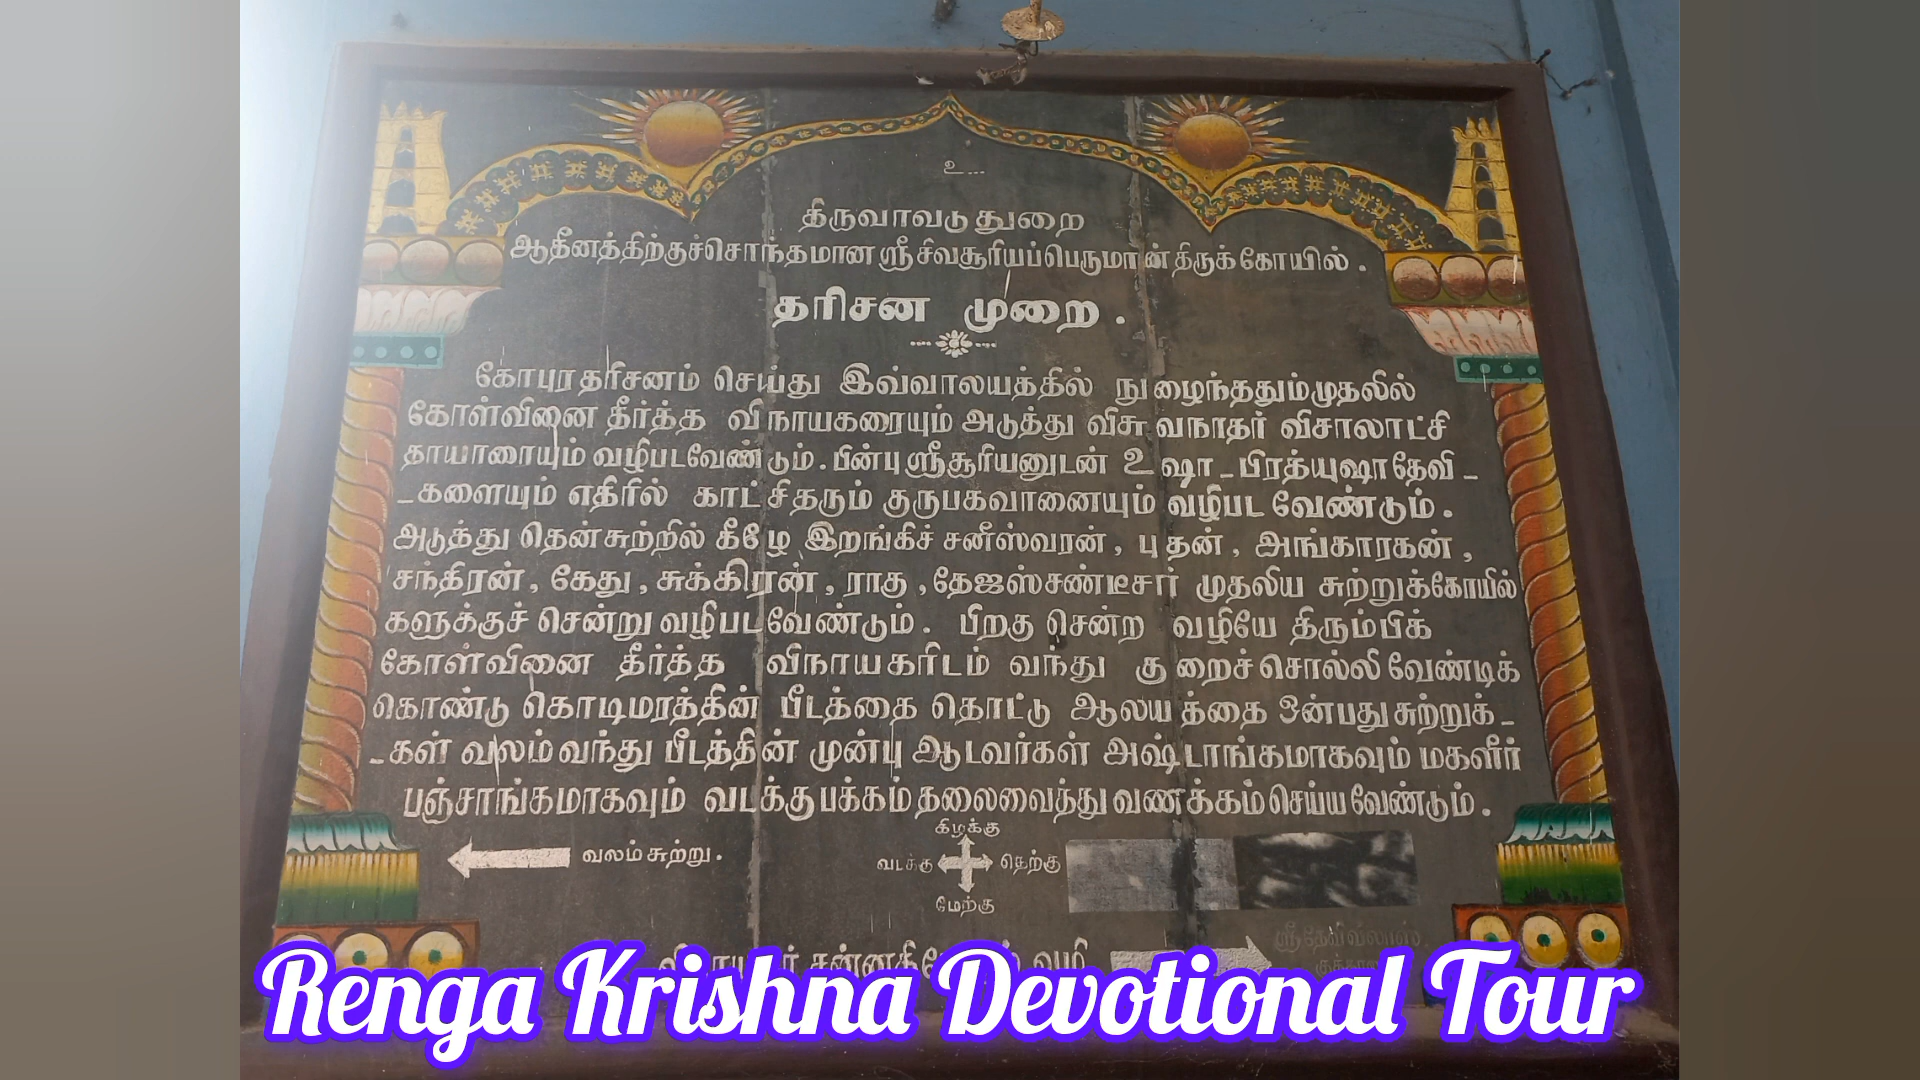 உ...
திருவாவடுதுறை
ஆதீனத்திற்குச்சொந்தமான ஸ்ரீ சிவசூரியப்பெருமான் திருக்கோயில்.
தரிசன முறை.
கோபுரதரிசனம் செய்து இவ்வாலயத்தில் நுழைந்ததும் முதலில்
கோள்வினை தீர்த்த விநாயகரையும் அடுத்து விசுவநாதர் விசாலாட்சி
தாயாரையும் வழிபடவேண்டும். பின்பு ஸ்ரீசூரியனுடன் உஷா_பிரத்யுஷா தேவி_
_களையும் எதிரில் காட்சிதரும் குருபகவானையும் வழிபட வேண்டும்.
அடுத்து தென்சுற்றில் கீழே இறங்கிச் சனீஸ்வரன், புதன், அங்காரகன்,
சந்திரன், கேது, சுக்கிரன், ராகு, தேஜஸ்சண்டீசர் முதலிய சுற்றுக்கோயில்
களுக்குச் சென்று வழிபடவேண்டும். பிறகு சென்ற வழியே திரும்பிக்
கோள்வினை தீர்த்த விநாயகரிடம் வந்து குறைச் சொல்லி வேண்டிக்
கொண்டு கொடிமரத்தின் பீடத்தை தொட்டு ஆலயத்தை ஒன்பது சுற்றுக்_
_கள் வலம் வந்து பீடத்தின் முன்பு ஆடவர்கள் அஷ்டாங்கமாகவும் மகளிர்
பஞ்சாங்கமாகவும் வடக்கு பக்கம் தலைவைத்து வணக்கம் செய்ய வேண்டும்.
கிழக்கு
வலம் சுற்று.
வடக்கு தெற்கு
மேற்கு
ஸ்ரீதேவிவிலாஸ்
வழி
Renga Krishna Devotional Tour